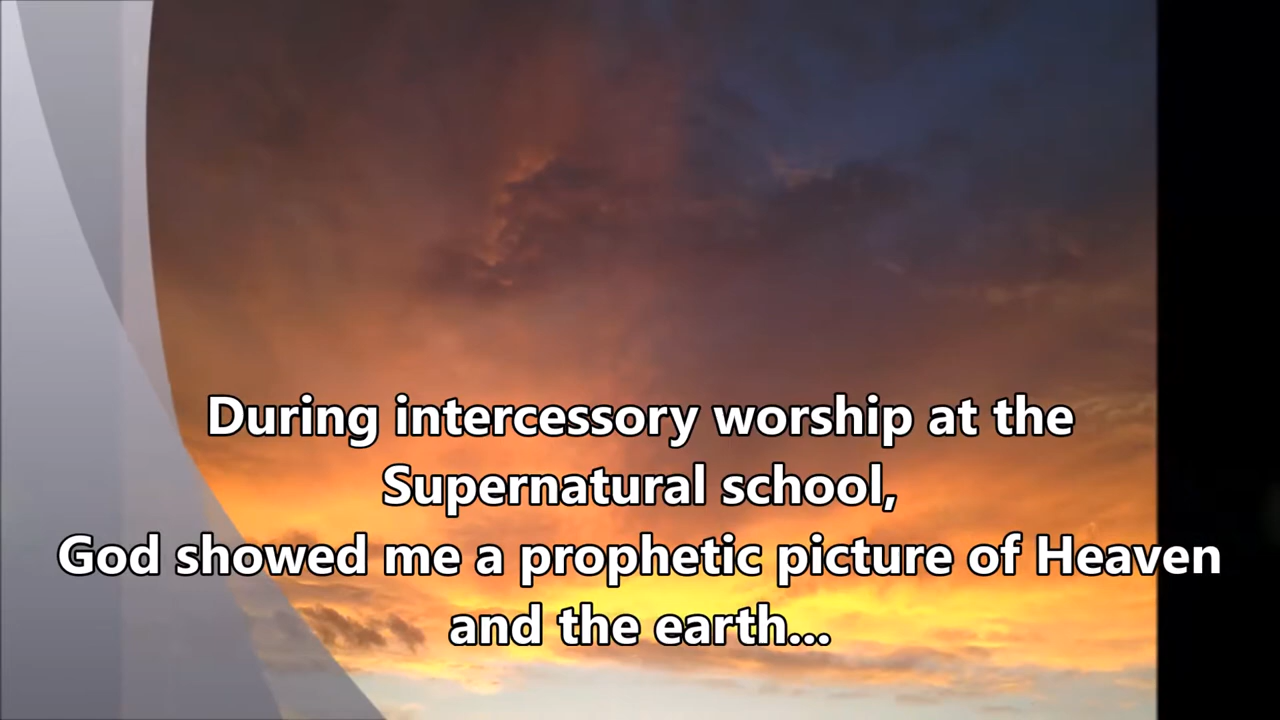 During intercessory worship at the
Supernatural school,
God showed me a prophetic picture of Heaven
and the earth...